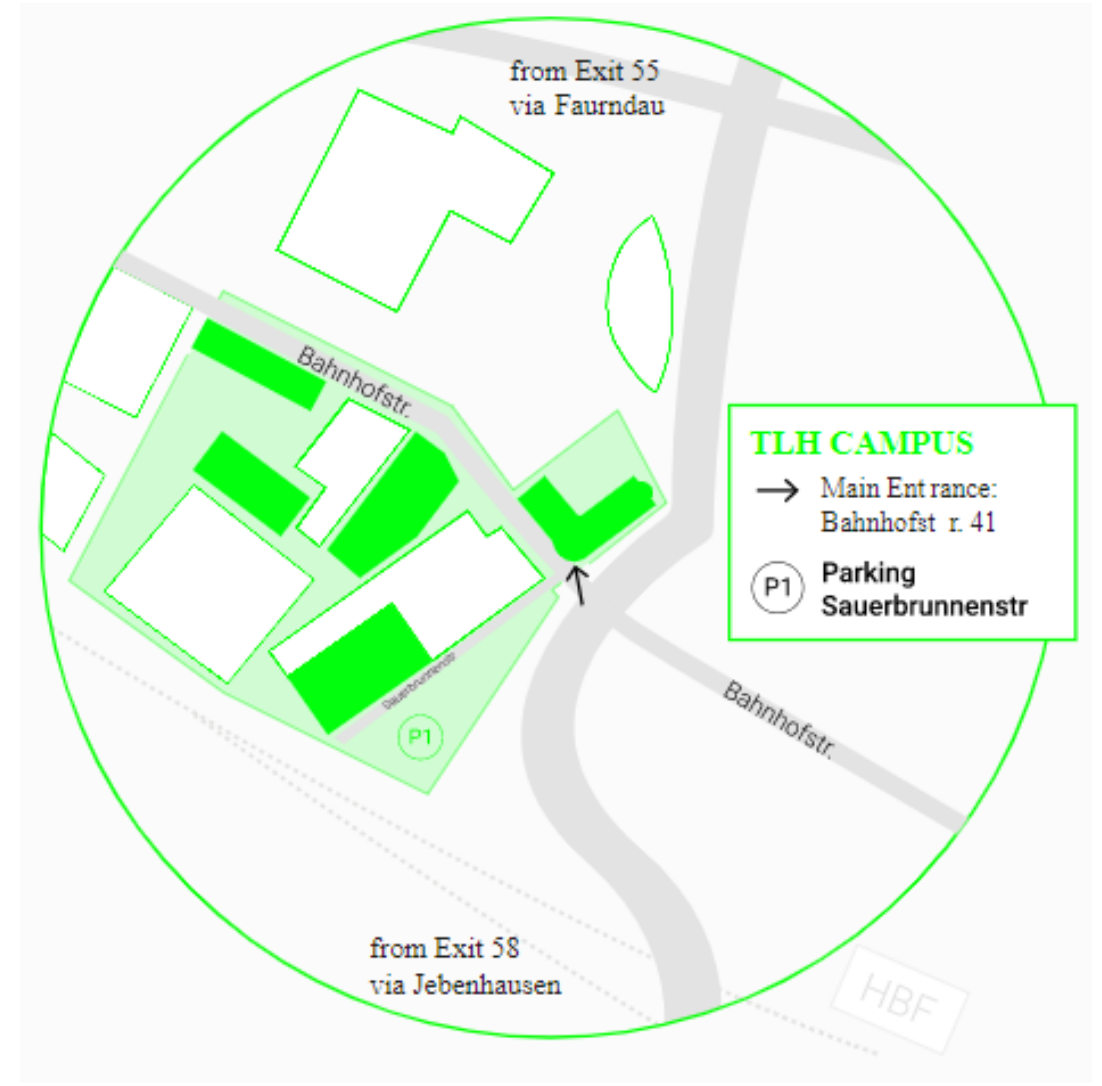 from Exit 55
via Faurndau
Bahnhofstr.
TLH CAMPUS
Main Ent rance:
Bahnhofst r. 41
P1 Parking
Sauerbrunnenstr
Sauerbrunnenstr
P1
Bahnhofstr.
from Exit 58
via Jebenhausen
HBF